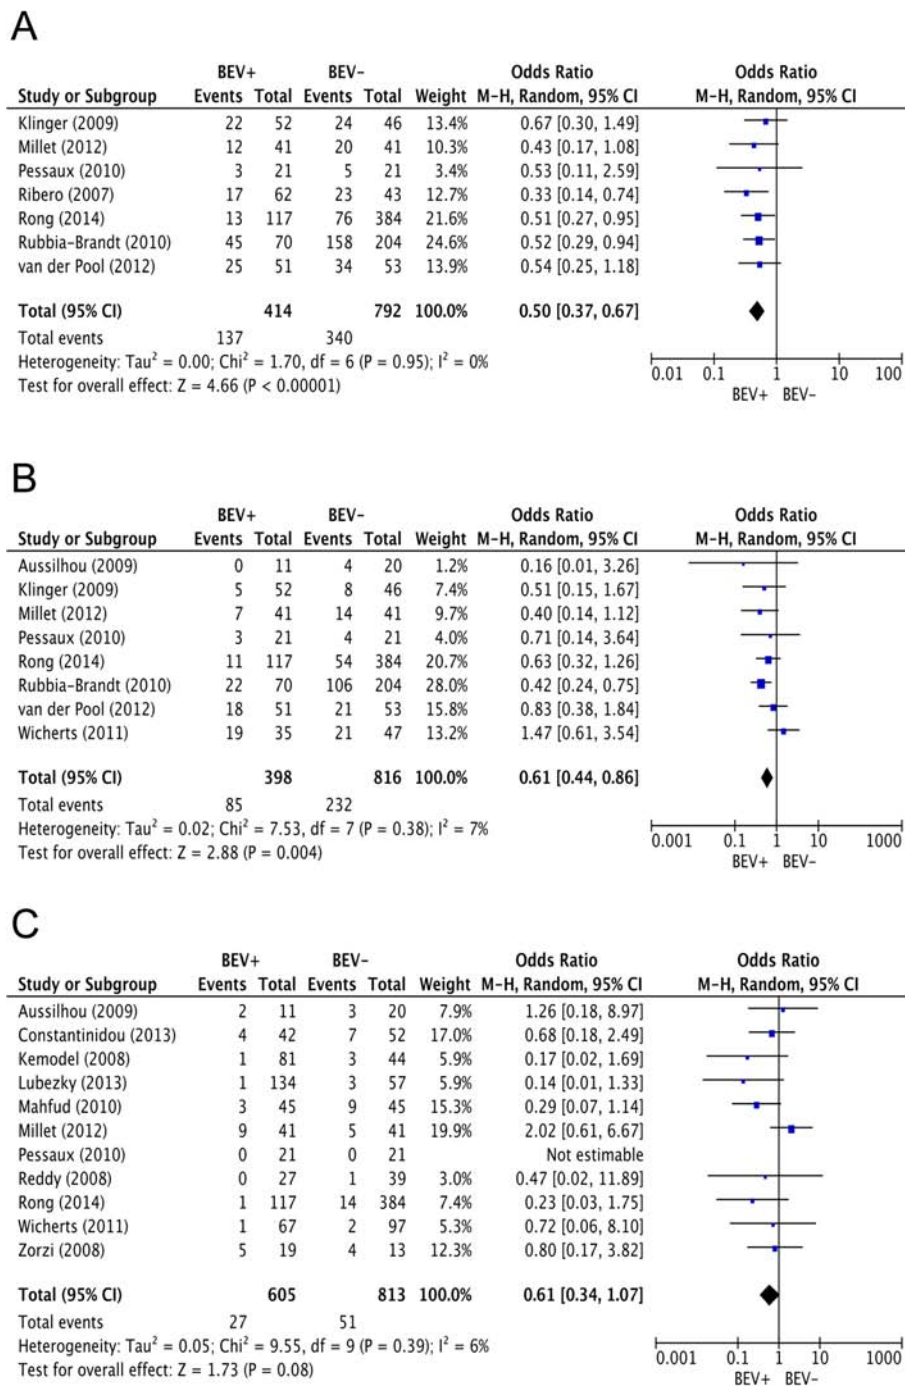 A
BEV+ BEV− Odds Ratio Odds Ratio
Study or Subgroup Events Total Events Total Weight M-H, Random, 95% CI M-H, Random, 95% CI
Klinger (2009) 22 52 24 46 13.4% 0.67 [0.30, 1.49]
Millet (2012) 12 41 20 41 10.3% 0.43 [0.17, 1.08]
Pessaux (2010) 3 21 5 21 3.4% 0.53 [0.11, 2.59]
Ribero (2007) 17 62 23 43 12.7% 0.33 [0.14, 0.74]
Rong (2014) 13 117 76 384 21.6% 0.51 [0.27, 0.95]
Rubbia-Brandt (2010) 45 70 158 204 24.6% 0.52 [0.29, 0.94]
van der Pool (2012) 25 51 34 53 13.9% 0.54 [0.25, 1.18]
Total (95% CI) 414 792 100.0% 0.50 [0.37, 0.67]
Total events 137 340
Heterogeneity: Tau² = 0.00; Chi² = 1.70, df = 6 (P = 0.95); I² = 0%
Test for overall effect: Z = 4.66 (P < 0.00001)
0.01 0.1 1 10 100
BEV+ BEV−
B
BEV+ BEV− Odds Ratio Odds Ratio
Study or Subgroup Events Total Events Total Weight M-H, Random, 95% CI M-H, Random, 95% CI
Aussilhou (2009) 0 11 4 20 1.2% 0.16 [0.01, 3.26]
Klinger (2009) 5 52 8 46 7.4% 0.51 [0.15, 1.67]
Millet (2012) 7 41 14 41 9.7% 0.40 [0.14, 1.12]
Pessaux (2010) 3 21 4 21 4.0% 0.71 [0.14, 3.64]
Rong (2014) 11 117 54 384 20.7% 0.63 [0.32, 1.26]
Rubbia-Brandt (2010) 22 70 106 204 28.0% 0.42 [0.24, 0.75]
van der Pool (2012) 18 51 21 53 15.8% 0.83 [0.38, 1.84]
Wicherts (2011) 19 35 21 47 13.2% 1.47 [0.61, 3.54]
Total (95% CI) 398 816 100.0% 0.61 [0.44, 0.86]
Total events 85 232
Heterogeneity: Tau² = 0.02; Chi² = 7.53, df = 7 (P = 0.38); I² = 7%
Test for overall effect: Z = 2.88 (P = 0.004)
0.001 0.1 1 10 1000
BEV+ BEV−
C
BEV+ BEV− Odds Ratio Odds Ratio
Study or Subgroup Events Total Events Total Weight M-H, Random, 95% CI M-H, Random, 95% CI
Aussilhou (2009) 2 11 3 20 7.9% 1.26 [0.18, 8.97]
Constantinidou (2013) 4 42 7 52 17.0% 0.68 [0.18, 2.49]
Kemodel (2008) 1 81 3 44 5.9% 0.17 [0.02, 1.69]
Lubezky (2013) 1 134 3 57 5.9% 0.14 [0.01, 1.33]
Mahfud (2010) 3 45 9 45 15.3% 0.29 [0.07, 1.14]
Millet (2012) 9 41 5 41 19.9% 2.02 [0.61, 6.67]
Pessaux (2010) 0 21 0 21 Not estimable
Reddy (2008) 0 27 1 39 3.0% 0.47 [0.02, 11.89]
Rong (2014) 1 117 14 384 7.4% 0.23 [0.03, 1.75]
Wicherts (2011) 1 67 2 97 5.3% 0.72 [0.06, 8.10]
Zorzi (2008) 5 19 4 13 12.3% 0.80 [0.17, 3.82]
Total (95% CI) 605 813 100.0% 0.61 [0.34, 1.07]
Total events 27 51
Heterogeneity: Tau² = 0.05; Chi² = 9.55, df = 9 (P = 0.39); I² = 6%
Test for overall effect: Z = 1.73 (P = 0.08)
0.001 0.1 1 10 1000
BEV+ BEV−